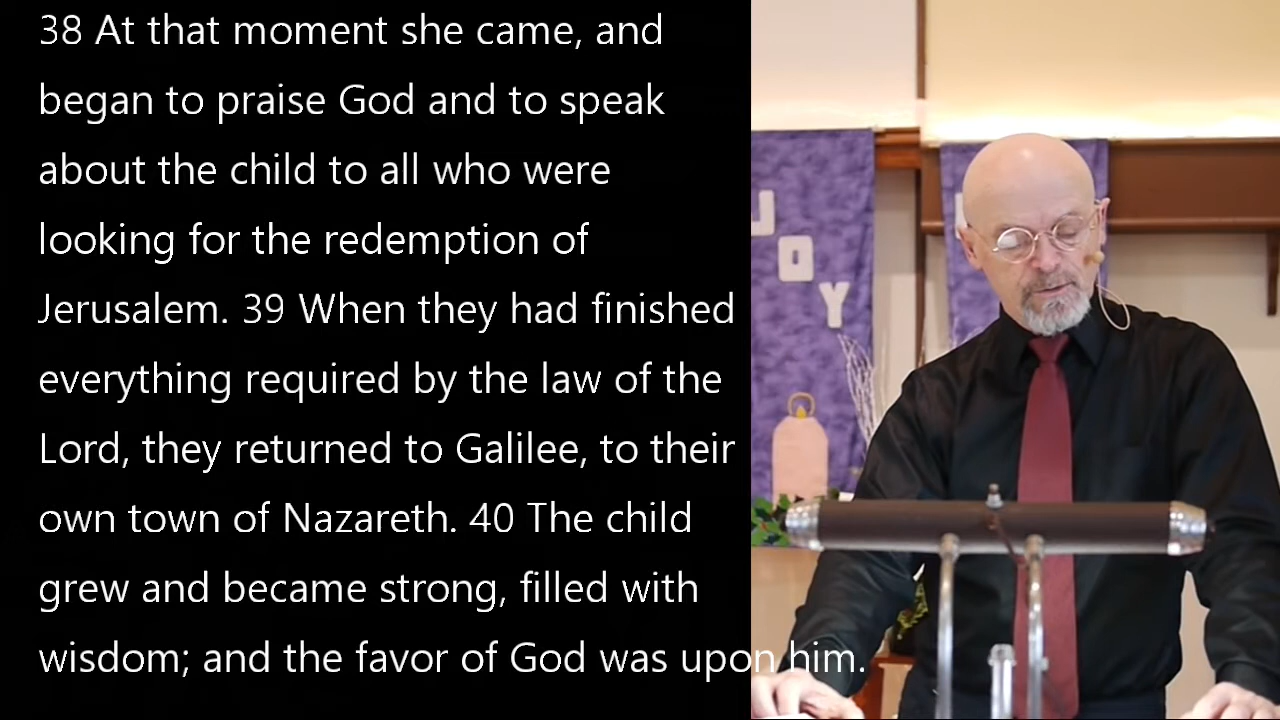 38 At that moment she came, and
began to praise God and to speak
about the child to all who were
looking for the redemption of
Jerusalem. 39 When they had finished
everything required by the law of the
Lord, they returned to Galilee, to their
own town of Nazareth. 40 The child
grew and became strong, filled with
wisdom; and the favor of God was upon him.
J
O
Y